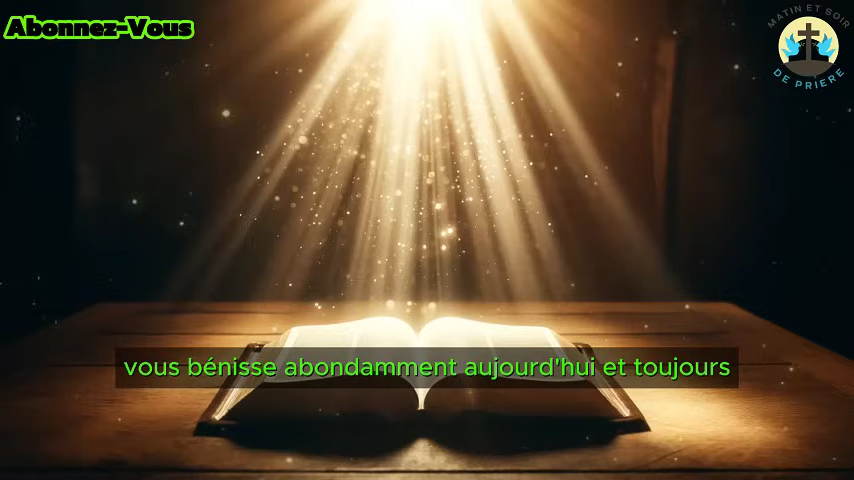 Abonnez-Vous
MATIN ET SOIR
DE PRIERE
vous bénisse abondamment aujourd'hui et toujours